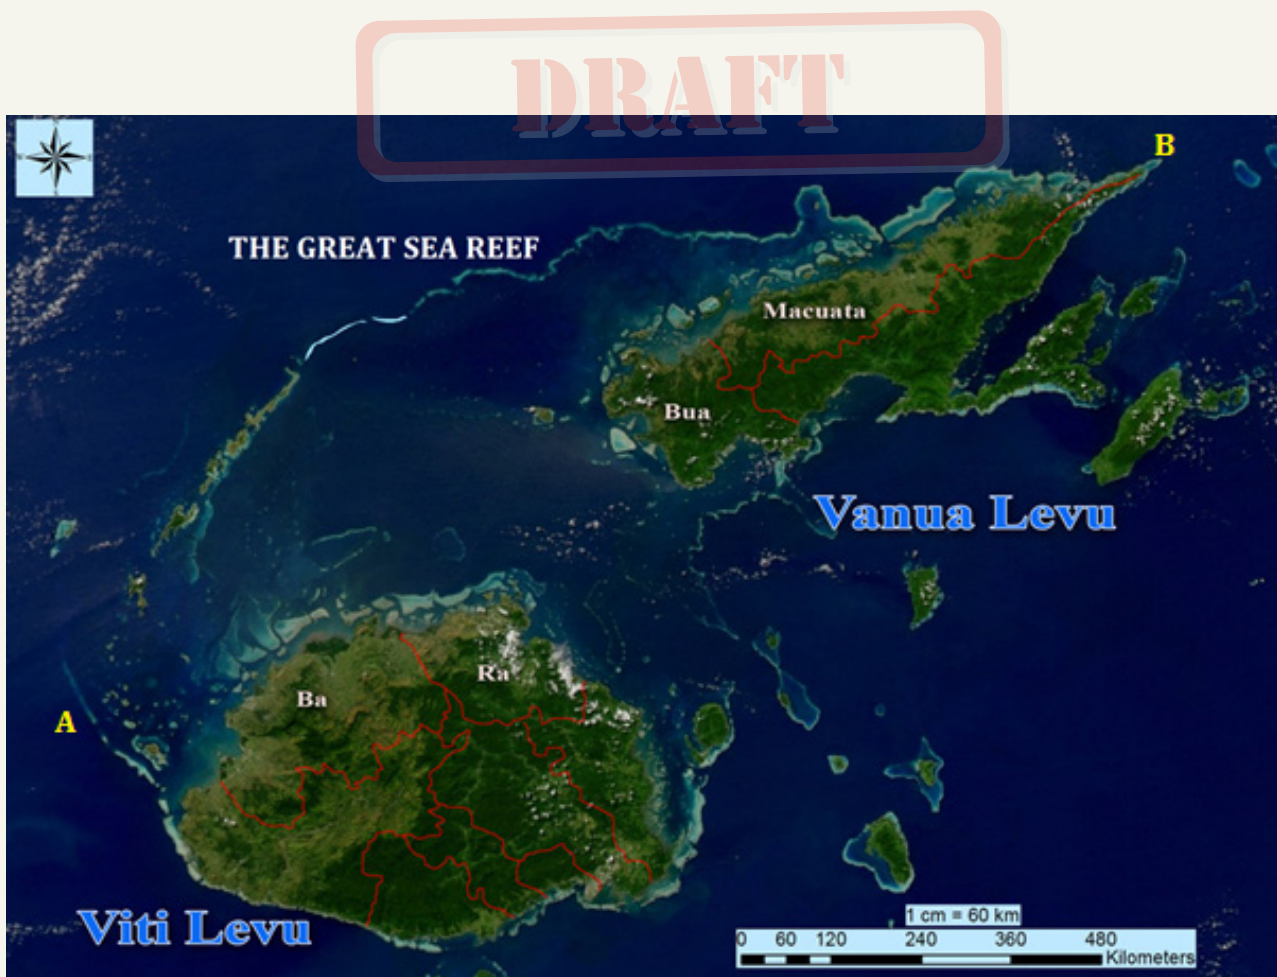 DRAFT
B
THE GREAT SEA REEF
Macuata
Bua
Vanua Levu
Ra
Ba
A
Viti Levu
1 cm = 60 km
0 60 120 240 360 480
Kilometers